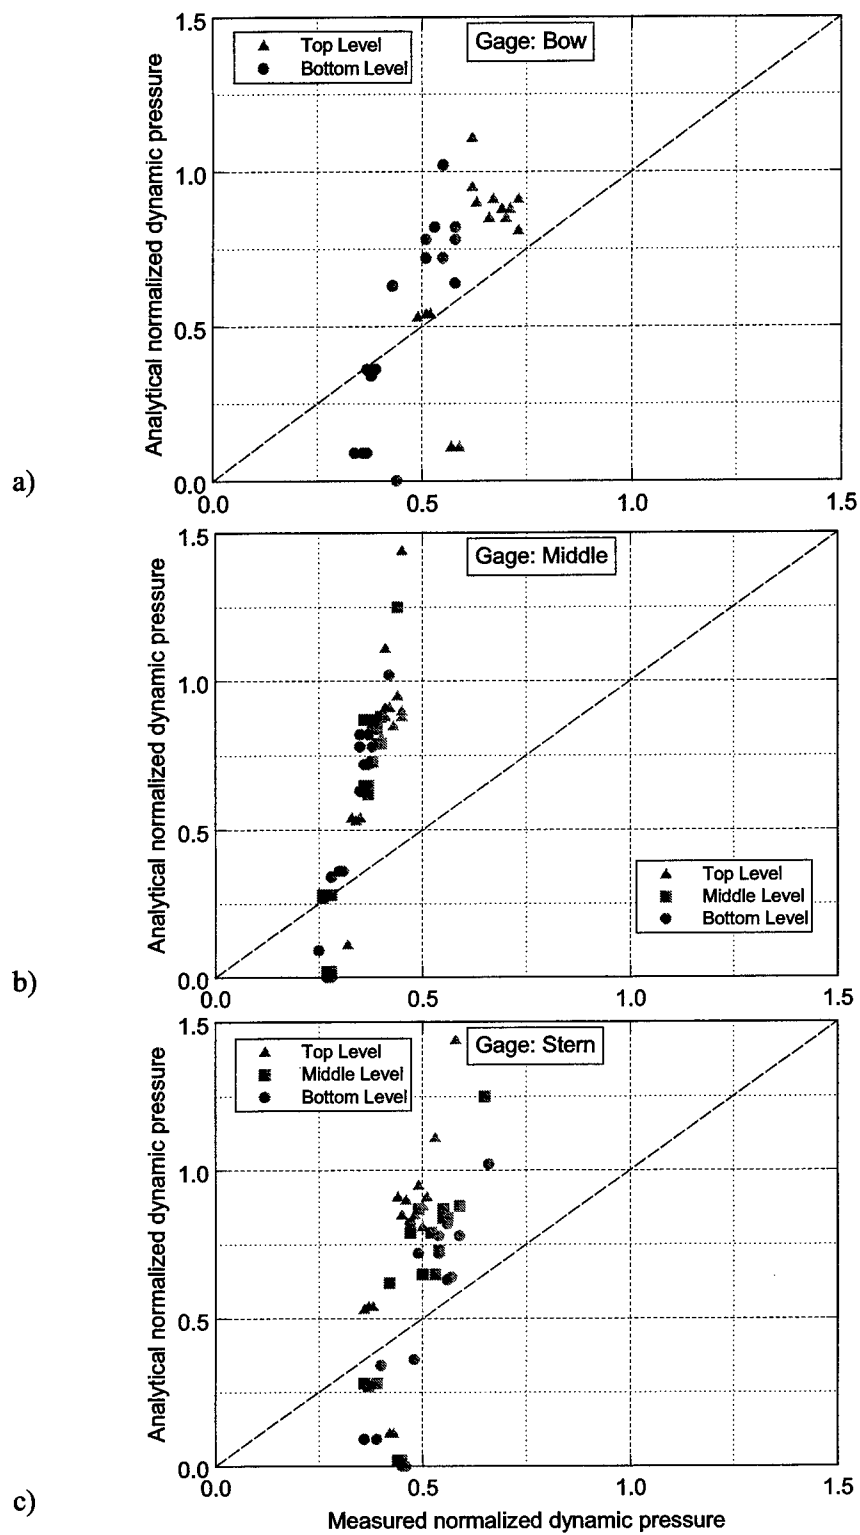 1.5
Top Level
Bottom Level
Gage: Bow
1.0
0.5
0.0
Analytical normalized dynamic pressure
a)
0.0 0.5 1.0 1.5
1.5
Gage: Middle
1.0
0.5
0.0
Analytical normalized dynamic pressure
Top Level
Middle Level
Bottom Level
b)
0.0 0.5 1.0 1.5
1.5
Top Level
Middle Level
Bottom Level
Gage: Stern
1.0
0.5
0.0
Analytical normalized dynamic pressure
c)
0.0 0.5 1.0 1.5
Measured normalized dynamic pressure